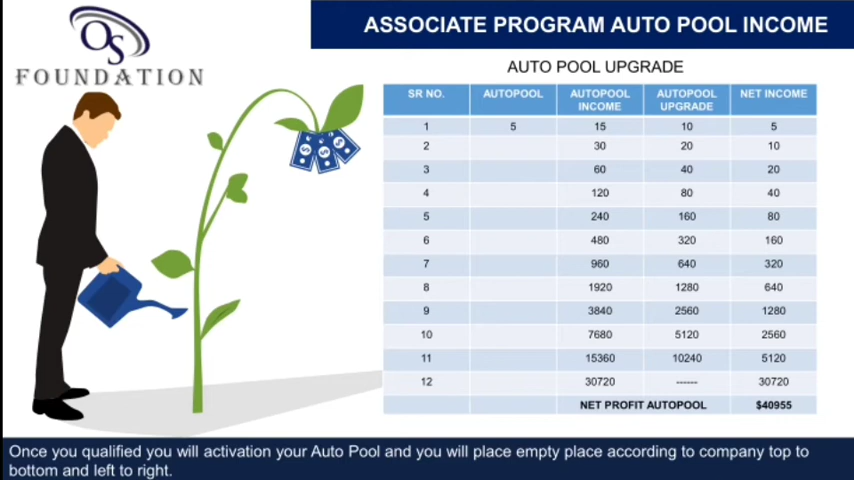 OS
FOUNDATION
ASSOCIATE PROGRAM AUTO POOL INCOME
AUTO POOL UPGRADE
SR NO. AUTOPOOL AUTOPOOL INCOME AUTOPOOL UPGRADE NET INCOME
1 5 15 10 5
2 30 20 10
3 60 40 20
4 120 80 40
5 240 160 80
6 480 320 160
7 960 640 320
8 1920 1280 640
9 3840 2560 1280
10 7680 5120 2560
11 15360 10240 5120
12 30720 ------ 30720
NET PROFIT AUTOPOOL $40955
Once you qualified you will activation your Auto Pool and you will place empty place according to company top to
bottom and left to right.